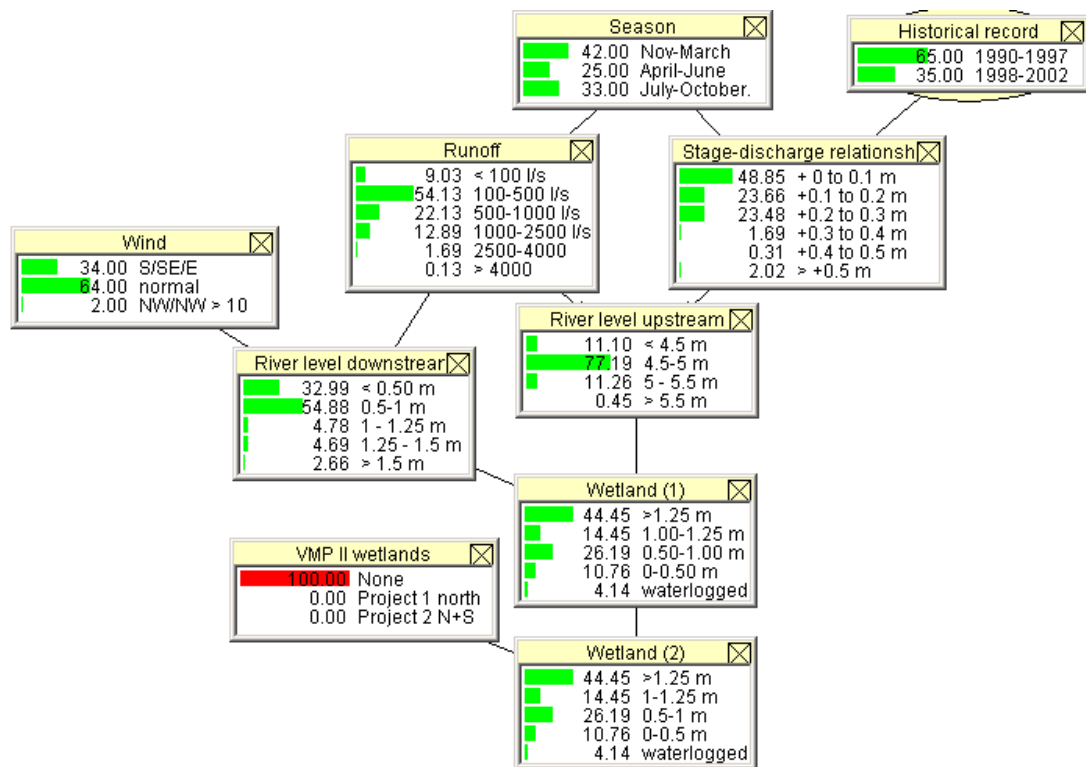 Season
42.00 Nov-March
25.00 April-June
33.00 July-October.
Historical record
65.00 1990-1997
35.00 1998-2002
Runoff
9.03 < 100 l/s
54.13 100-500 l/s
22.13 500-1000 l/s
12.89 1000-2500 l/s
1.69 2500-4000
0.13 > 4000
Stage-discharge relationsh
48.85 + 0 to 0.1 m
23.66 +0.1 to 0.2 m
23.48 +0.2 to 0.3 m
1.69 +0.3 to 0.4 m
0.31 +0.4 to 0.5 m
2.02 > +0.5 m
Wind
34.00 S/SE/E
64.00 normal
2.00 NW/NW > 10
River level upstream
11.10 < 4.5 m
77.19 4.5-5 m
11.26 5 - 5.5 m
0.45 > 5.5 m
River level downstrear
32.99 < 0.50 m
54.88 0.5-1 m
4.78 1 - 1.25 m
4.69 1.25 - 1.5 m
2.66 > 1.5 m
Wetland (1)
44.45 >1.25 m
14.45 1.00-1.25 m
26.19 0.50-1.00 m
10.76 0-0.50 m
4.14 waterlogged
VMP II wetlands
100.00 None
0.00 Project 1 north
0.00 Project 2 N+S
Wetland (2)
44.45 >1.25 m
14.45 1-1.25 m
26.19 0.5-1 m
10.76 0-0.5 m
4.14 waterlogged